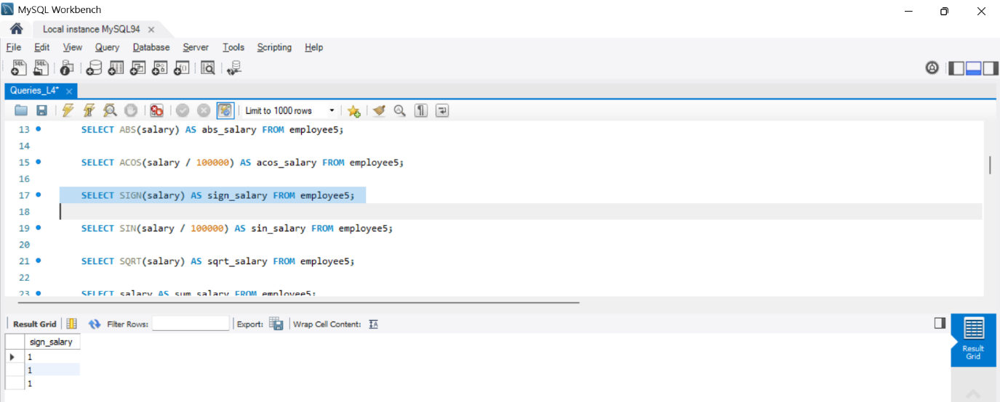 MySQL Workbench
Local instance MySQL94
File Edit View Query Database Server Tools Scripting Help
SQL SQL
Queries_L4*
Limit to 1000 rows
13 SELECT ABS(salary) AS abs_salary FROM employee5;
14
15 SELECT ACOS(salary / 100000) AS acos_salary FROM employee5;
16
17 SELECT SIGN(salary) AS sign_salary FROM employee5;
18
19 SELECT SIN(salary / 100000) AS sin_salary FROM employee5;
20
21 SELECT SQRT(salary) AS sqrt_salary FROM employee5;
22
23 SELECT salary AS sum_salary FROM employee5;
Result Grid Filter Rows: Export: Wrap Cell Content: IA
sign_salary
1
1
1
Result
Grid